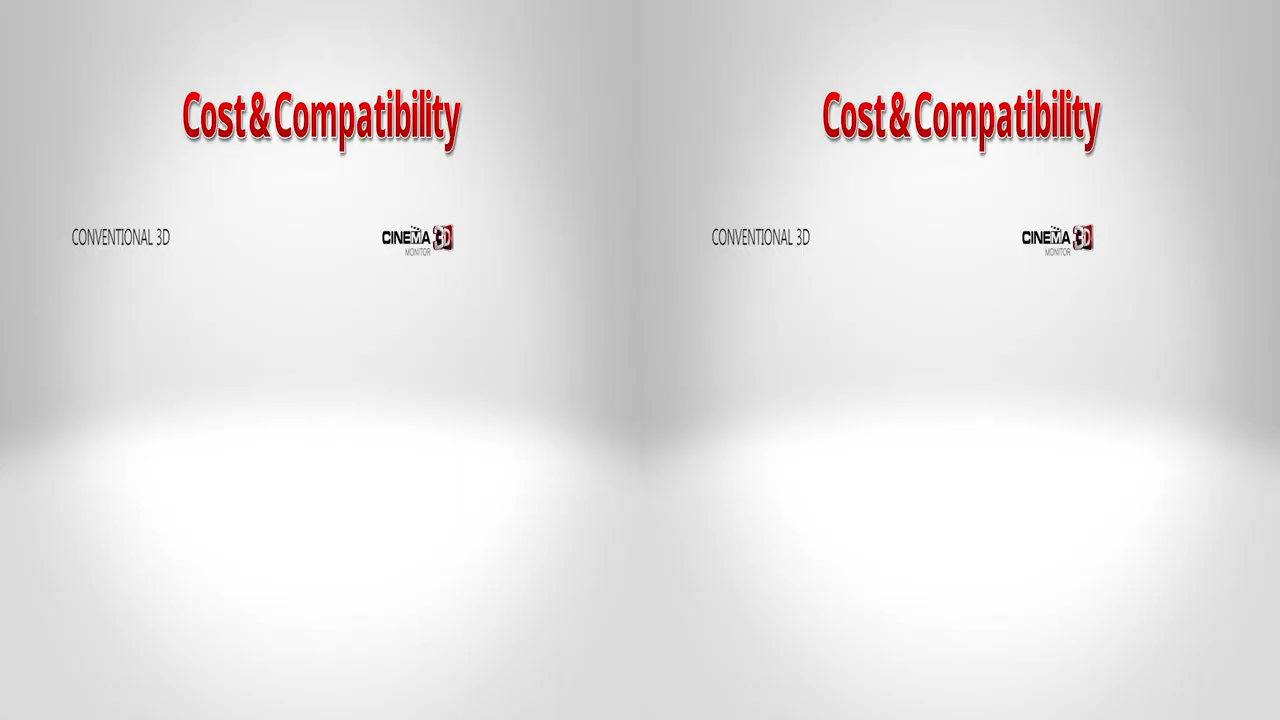 Cost & Compatibility
Cost & Compatibility
CONVENTIONAL 3D
CINEMA 3D
MONITOR
CONVENTIONAL 3D
CINEMA 3D
MONITOR